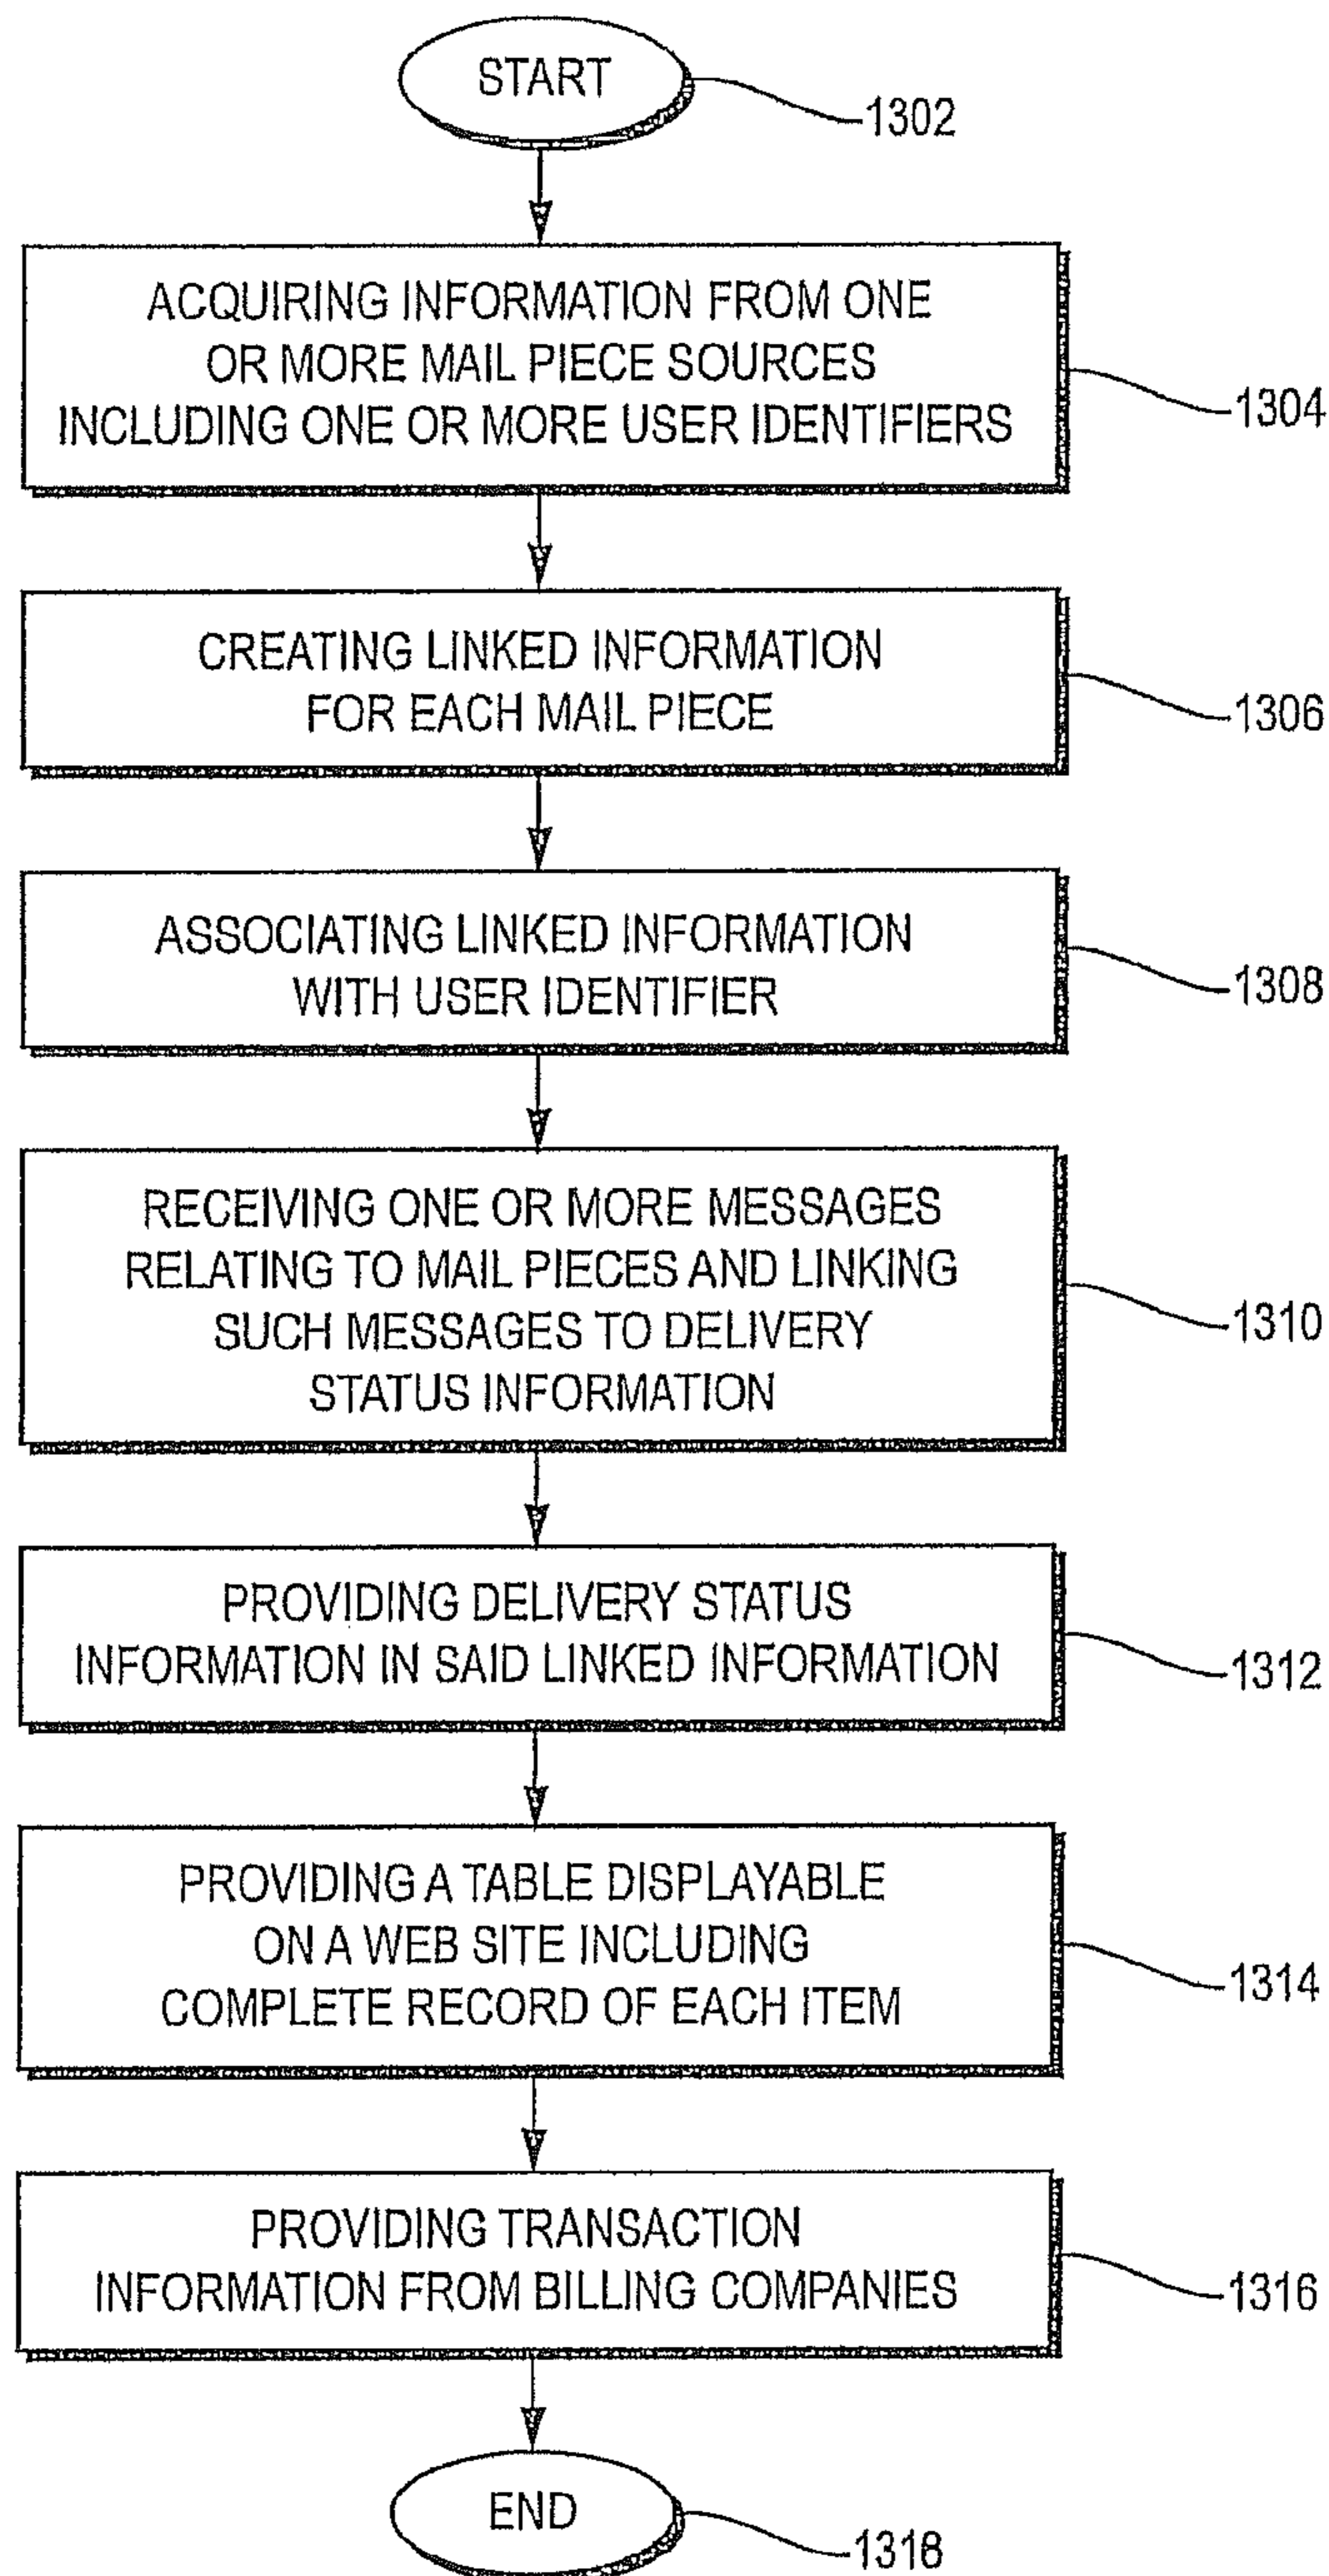 START
1302
ACQUIRING INFORMATION FROM ONE
OR MORE MAIL PIECE SOURCES
INCLUDING ONE OR MORE USER IDENTIFIERS
1304
CREATING LINKED INFORMATION
FOR EACH MAIL PIECE
1306
ASSOCIATING LINKED INFORMATION
WITH USER IDENTIFIER
1308
RECEIVING ONE OR MORE MESSAGES
RELATING TO MAIL PIECES AND LINKING
SUCH MESSAGES TO DELIVERY
STATUS INFORMATION
1310
PROVIDING DELIVERY STATUS
INFORMATION IN SAID LINKED INFORMATION
1312
PROVIDING A TABLE DISPLAYABLE
ON A WEB SITE INCLUDING
COMPLETE RECORD OF EACH ITEM
1314
PROVIDING TRANSACTION
INFORMATION FROM BILLING COMPANIES
1316
END
1318